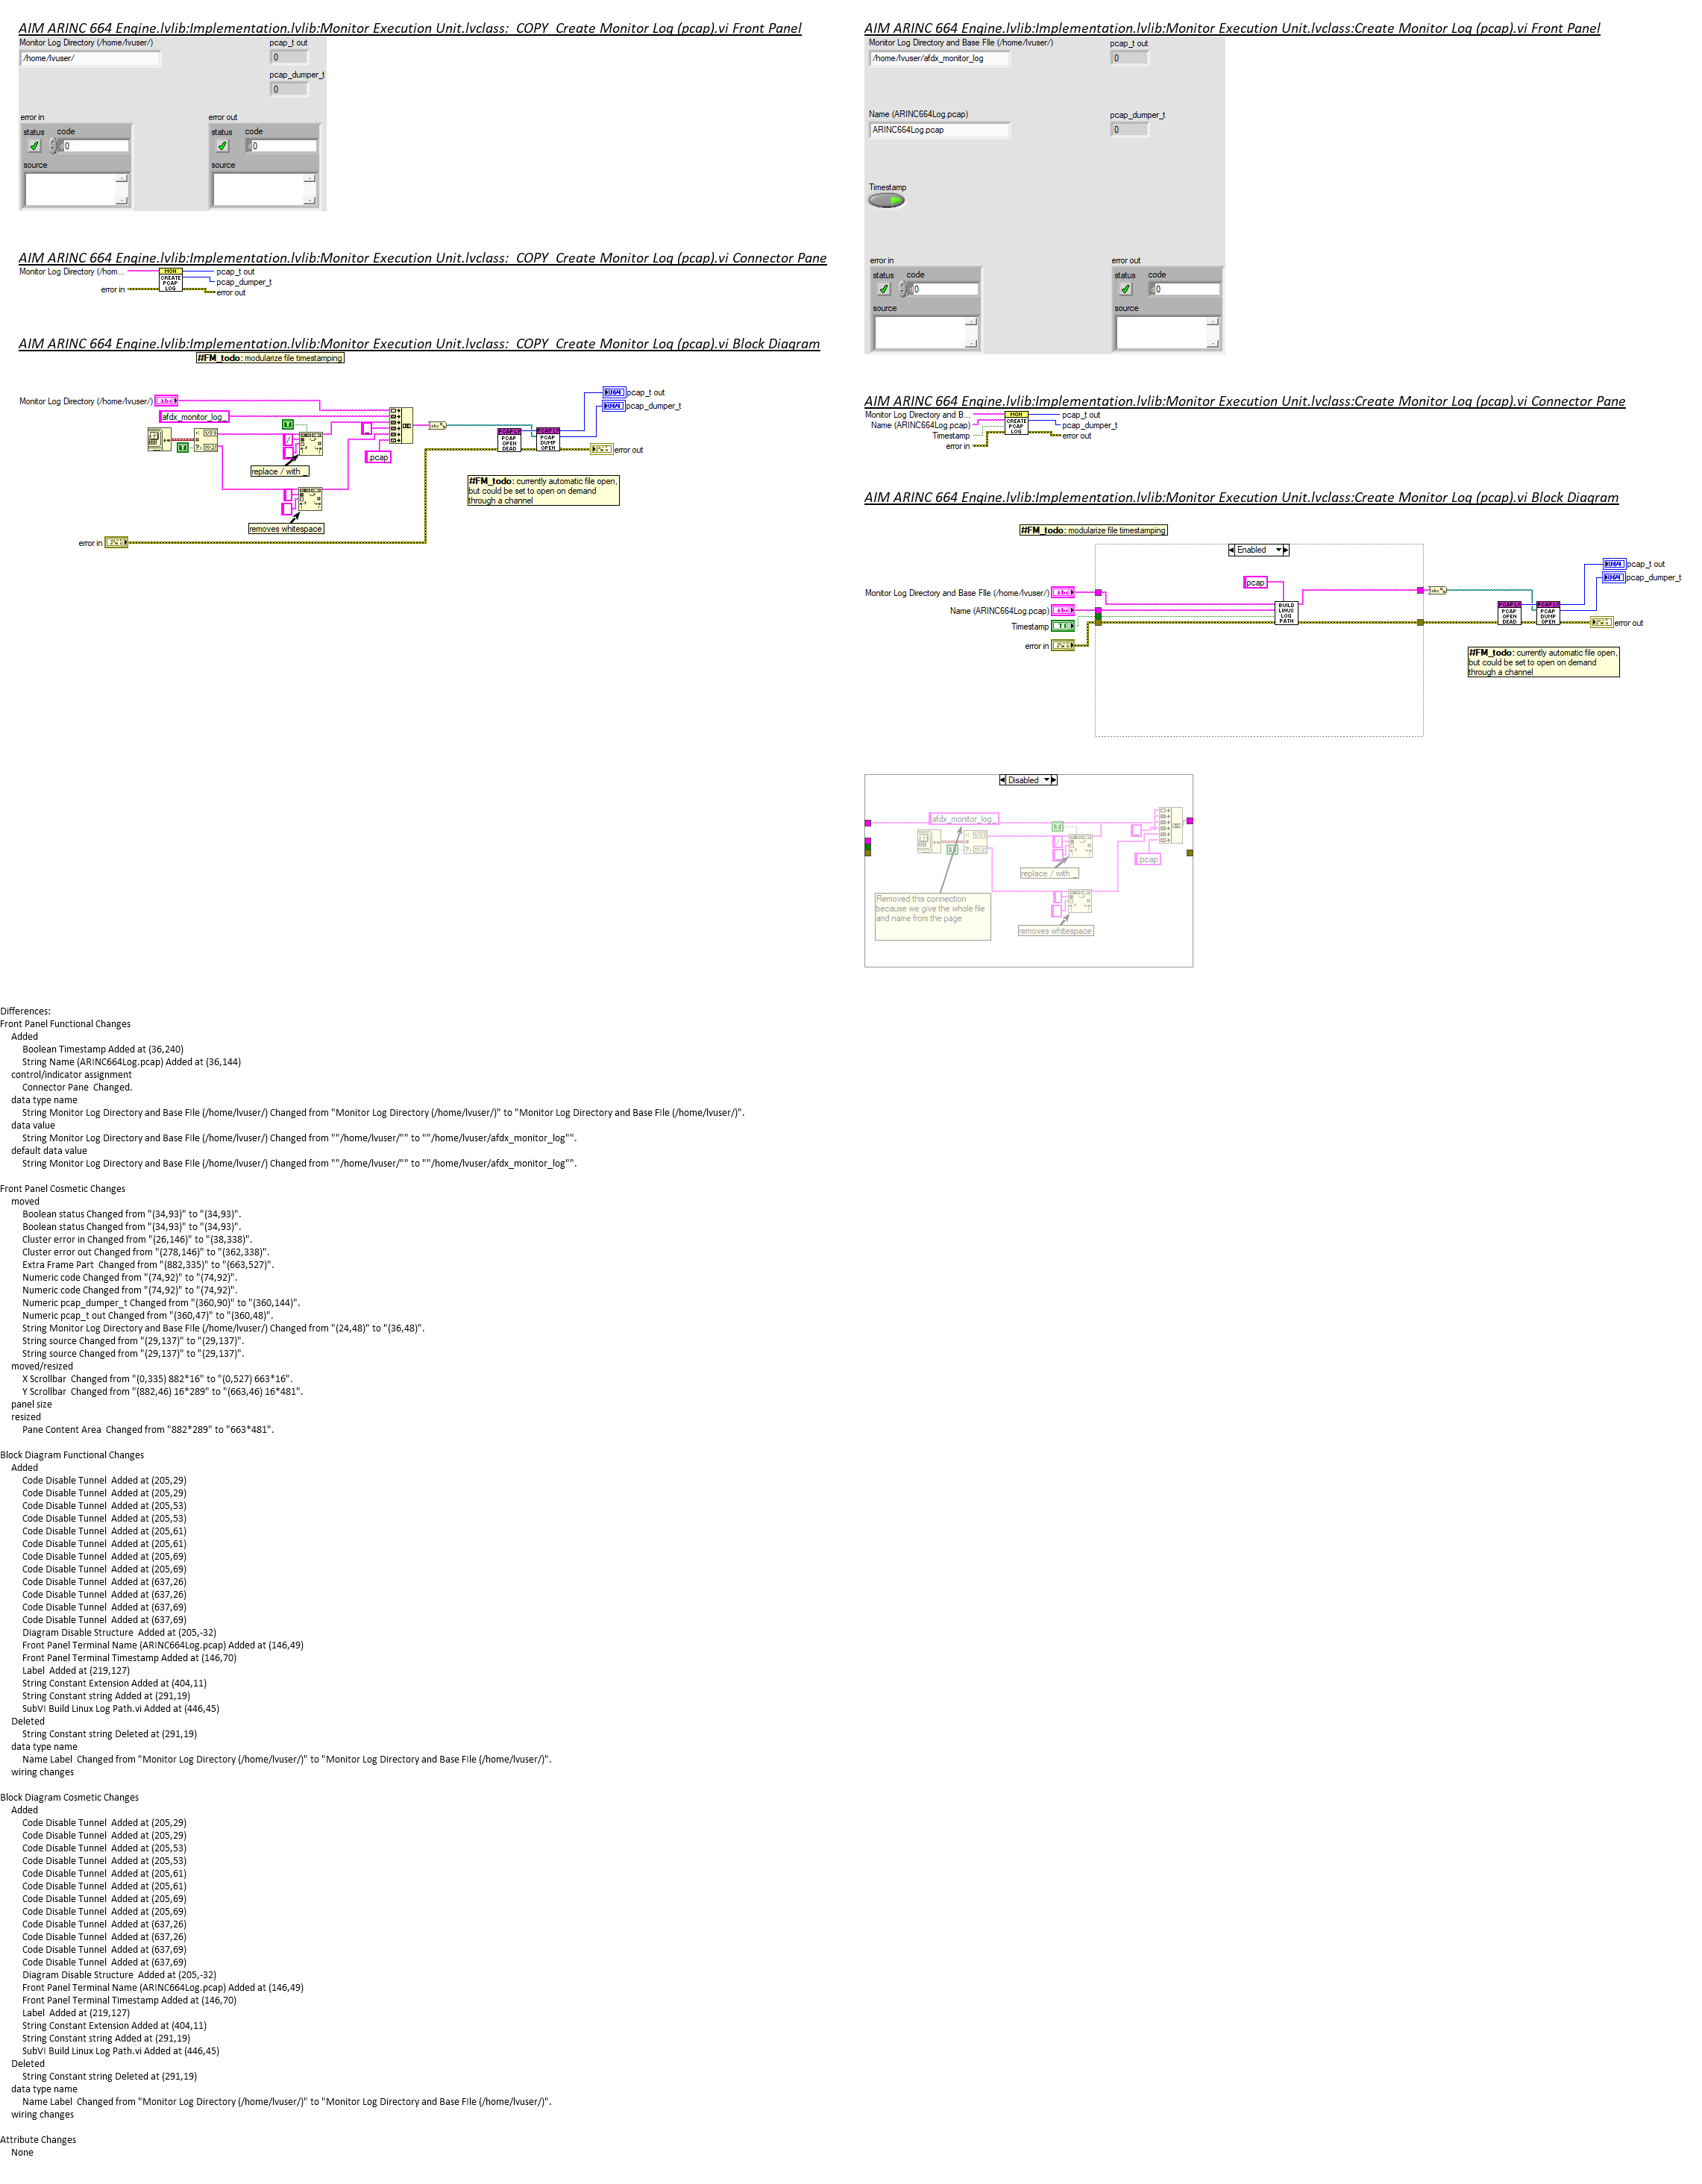 AIM ARINC 664 Engine.lvlib:Implementation.lvlib:Monitor Execution Unit.lvclass:  COPY  Create Monitor Log (pcap).vi Front Panel
Monitor Log Directory (/home/lvuser/)
pcap_t out
/home/lvuser/
0
pcap_dumper_t
0
error in
error out
status
code
status
code
0
0
source
source
AIM ARINC 664 Engine.lvlib:Implementation.lvlib:Monitor Execution Unit.lvclass:  COPY  Create Monitor Log (pcap).vi Connector Pane
Monitor Log Directory (/hom...
MON
CREATE
PCAP
LOG
pcap_t out
pcap_dumper_t
error in
error out
AIM ARINC 664 Engine.lvlib:Implementation.lvlib:Monitor Execution Unit.lvclass:  COPY  Create Monitor Log (pcap).vi Block Diagram
#FM_todo: modularize file timestamping
Monitor Log Directory (/home/lvuser/)
abc
pcap_t out
pcap_dumper_t
afdx_monitor_log_
T
/
_
T
replace / with _
_
.pcap
PCAP
OPEN
DEAD
PCAP
DUMP
OPEN
error out
#FM_todo: currently automatic file open,
but could be set to open on demand
through a channel
removes whitespace
error in
AIM ARINC 664 Engine.lvlib:Implementation.lvlib:Monitor Execution Unit.lvclass:Create Monitor Log (pcap).vi Front Panel
Monitor Log Directory and Base FIle (/home/lvuser/)
pcap_t out
/home/lvuser/afdx_monitor_log
0
Name (ARINC664Log.pcap)
pcap_dumper_t
ARINC664Log.pcap
0
Timestamp
error in
error out
status
code
status
code
0
0
source
source
AIM ARINC 664 Engine.lvlib:Implementation.lvlib:Monitor Execution Unit.lvclass:Create Monitor Log (pcap).vi Connector Pane
Monitor Log Directory and B...
Name (ARINC664Log.pcap)
Timestamp
error in
MON
CREATE
PCAP
LOG
pcap_t out
pcap_dumper_t
error out
AIM ARINC 664 Engine.lvlib:Implementation.lvlib:Monitor Execution Unit.lvclass:Create Monitor Log (pcap).vi Block Diagram
#FM_todo: modularize file timestamping
Enabled
pcap
Monitor Log Directory and Base FIle (/home/lvuser/)
abc
Name (ARINC664Log.pcap)
abc
Timestamp
TF
error in
BUILD
LINUX
LOG
PATH
pcap_t out
pcap_dumper_t
PCAP
OPEN
DEAD
PCAP
DUMP
OPEN
error out
#FM_todo: currently automatic file open,
but could be set to open on demand
through a channel
Disabled
afdx_monitor_log_
T
/
_
T
_
.pcap
replace / with _
Removed this connection
because we give the whole file
and name from the page
removes whitespace
Differences:
Front Panel Functional Changes
Added
Boolean Timestamp Added at (36,240)
String Name (ARINC664Log.pcap) Added at (36,144)
control/indicator assignment
Connector Pane  Changed.
data type name
String Monitor Log Directory and Base FIle (/home/lvuser/) Changed from "Monitor Log Directory (/home/lvuser/)" to "Monitor Log Directory and Base FIle (/home/lvuser/)".
data value
String Monitor Log Directory and Base FIle (/home/lvuser/) Changed from ""/home/lvuser/"" to ""/home/lvuser/afdx_monitor_log"".
default data value
String Monitor Log Directory and Base FIle (/home/lvuser/) Changed from ""/home/lvuser/"" to ""/home/lvuser/afdx_monitor_log"".
Front Panel Cosmetic Changes
moved
Boolean status Changed from "(34,93)" to "(34,93)".
Boolean status Changed from "(34,93)" to "(34,93)".
Cluster error in Changed from "(26,146)" to "(38,338)".
Cluster error out Changed from "(278,146)" to "(362,338)".
Extra Frame Part  Changed from "(882,335)" to "(663,527)".
Numeric code Changed from "(74,92)" to "(74,92)".
Numeric code Changed from "(74,92)" to "(74,92)".
Numeric pcap_dumper_t Changed from "(360,90)" to "(360,144)".
Numeric pcap_t out Changed from "(360,47)" to "(360,48)".
String Monitor Log Directory and Base FIle (/home/lvuser/) Changed from "(24,48)" to "(36,48)".
String source Changed from "(29,137)" to "(29,137)".
String source Changed from "(29,137)" to "(29,137)".
moved/resized
X Scrollbar  Changed from "(0,335) 882*16" to "(0,527) 663*16".
Y Scrollbar  Changed from "(882,46) 16*289" to "(663,46) 16*481".
panel size
resized
Pane Content Area  Changed from "882*289" to "663*481".
Block Diagram Functional Changes
Added
Code Disable Tunnel  Added at (205,29)
Code Disable Tunnel  Added at (205,29)
Code Disable Tunnel  Added at (205,53)
Code Disable Tunnel  Added at (205,53)
Code Disable Tunnel  Added at (205,61)
Code Disable Tunnel  Added at (205,61)
Code Disable Tunnel  Added at (205,69)
Code Disable Tunnel  Added at (205,69)
Code Disable Tunnel  Added at (637,26)
Code Disable Tunnel  Added at (637,26)
Code Disable Tunnel  Added at (637,69)
Code Disable Tunnel  Added at (637,69)
Diagram Disable Structure  Added at (205,-32)
Front Panel Terminal Name (ARINC664Log.pcap) Added at (146,49)
Front Panel Terminal Timestamp Added at (146,70)
Label  Added at (219,127)
String Constant Extension Added at (404,11)
String Constant string Added at (291,19)
SubVI Build Linux Log Path.vi Added at (446,45)
Deleted
String Constant string Deleted at (291,19)
data type name
Name Label  Changed from "Monitor Log Directory (/home/lvuser/)" to "Monitor Log Directory and Base FIle (/home/lvuser/)".
wiring changes
Block Diagram Cosmetic Changes
Added
Code Disable Tunnel  Added at (205,29)
Code Disable Tunnel  Added at (205,29)
Code Disable Tunnel  Added at (205,53)
Code Disable Tunnel  Added at (205,53)
Code Disable Tunnel  Added at (205,61)
Code Disable Tunnel  Added at (205,61)
Code Disable Tunnel  Added at (205,69)
Code Disable Tunnel  Added at (205,69)
Code Disable Tunnel  Added at (637,26)
Code Disable Tunnel  Added at (637,26)
Code Disable Tunnel  Added at (637,69)
Code Disable Tunnel  Added at (637,69)
Diagram Disable Structure  Added at (205,-32)
Front Panel Terminal Name (ARINC664Log.pcap) Added at (146,49)
Front Panel Terminal Timestamp Added at (146,70)
Label  Added at (219,127)
String Constant Extension Added at (404,11)
String Constant string Added at (291,19)
SubVI Build Linux Log Path.vi Added at (446,45)
Deleted
String Constant string Deleted at (291,19)
data type name
Name Label  Changed from "Monitor Log Directory (/home/lvuser/)" to "Monitor Log Directory and Base FIle (/home/lvuser/)".
wiring changes
Attribute Changes
None